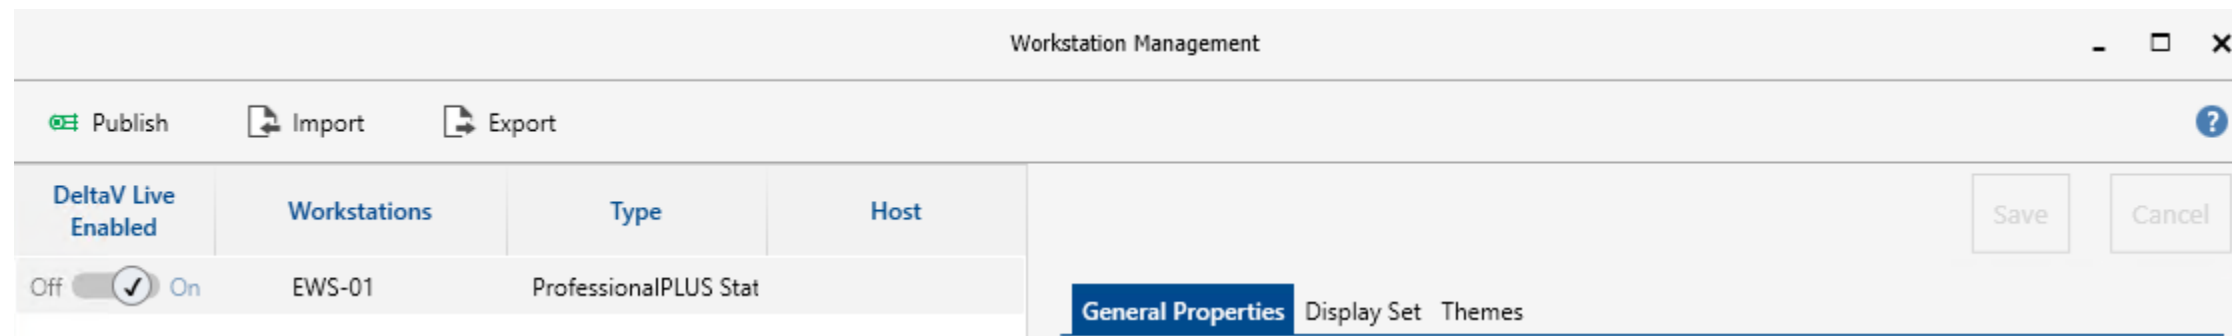 Workstation Management
Publish Import Export
DeltaV Live Enabled Workstations Type Host
Save Cancel
Off On EWS-01 ProfessionalPLUS Stat
General Properties Display Set Themes